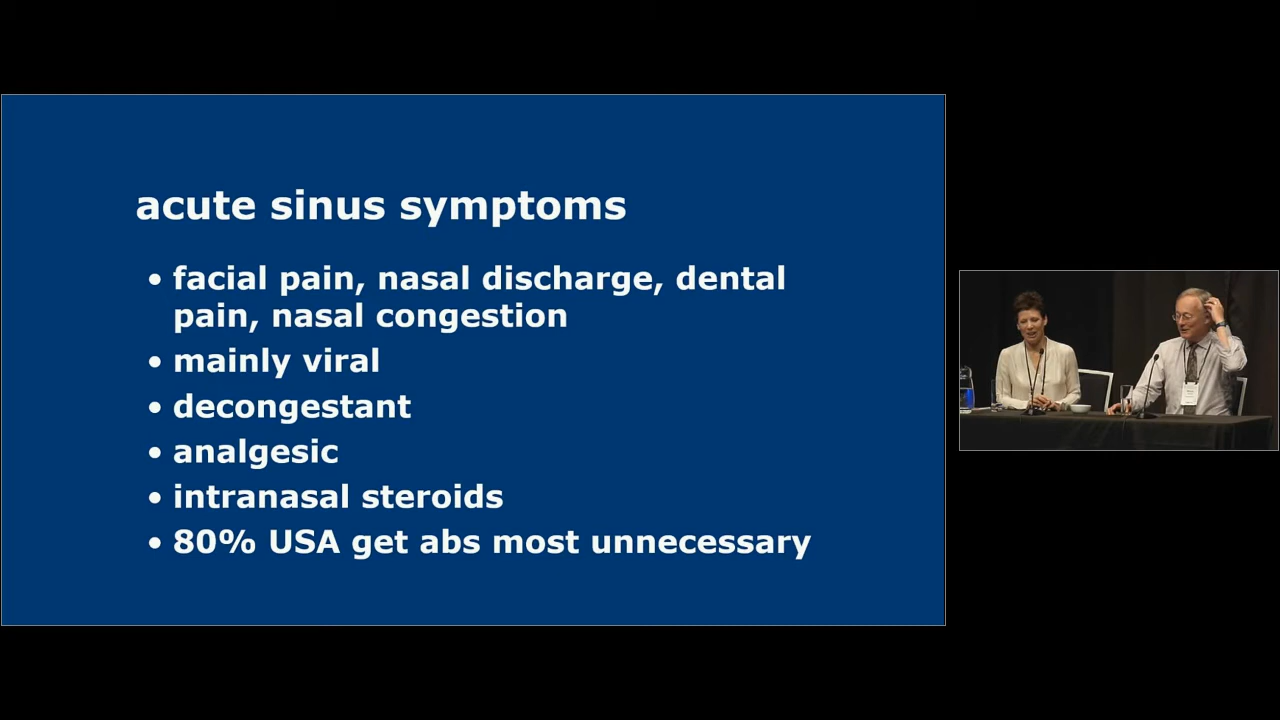 acute sinus symptoms
• facial pain, nasal discharge, dental
pain, nasal congestion
• mainly viral
• decongestant
• analgesic
• intranasal steroids
• 80% USA get abs most unnecessary